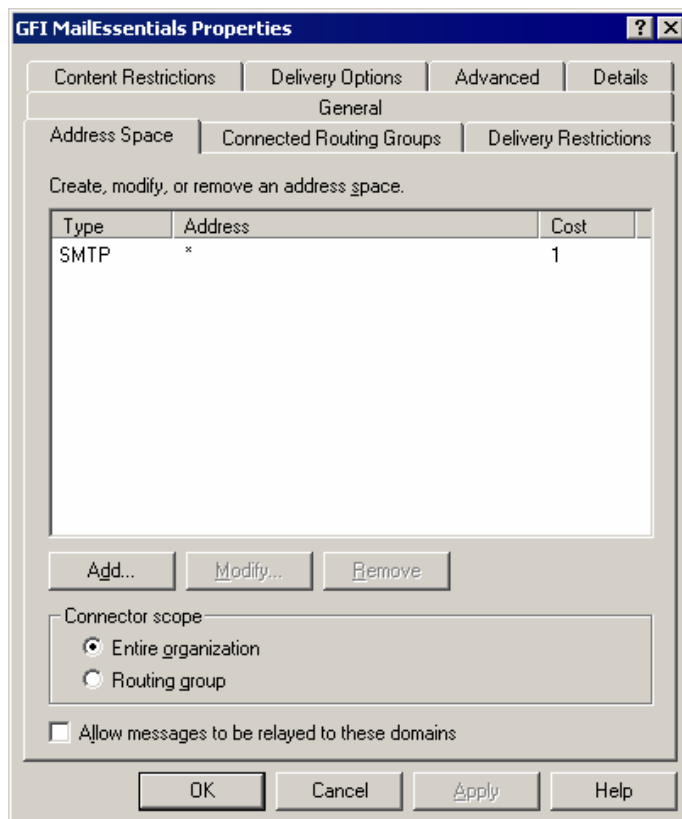 GFI MailEssentials Properties
Content Restrictions Delivery Options Advanced Details
General
Address Space Connected Routing Groups Delivery Restrictions
Create, modify, or remove an address space.
Type Address Cost
SMTP * 1
Add... Modify... Remove
Connector scope
Entire organization
Routing group
Allow messages to be relayed to these domains
OK Cancel Apply Help